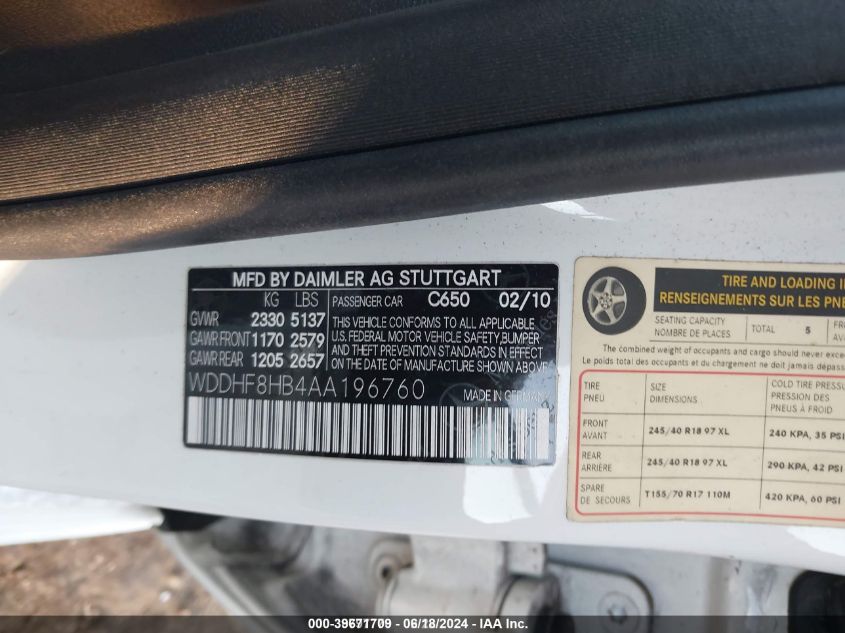 MFD BY DAIMLER AG STUTTGART
KG LBS PASSENGER CAR C650 02/10
GVWR 2330 5137
GAWR FRONT 1170 2579
GAWR REAR 1205 2657
THIS VEHICLE CONFORMS TO ALL APPLICABLE
U.S. FEDERAL MOTOR VEHICLE SAFETY, BUMPER
AND THEFT PREVENTION STANDARDS IN EFFECT
ON THE DATE OF MANUFACTURE SHOWN ABOVE.
WDDHF8HB4AA196760 MADE IN GERMANY
TIRE AND LOADING
RENSEIGNEMENTS SUR LES
SEATING CAPACITY
NOMBRE DE PLACES
TOTAL 5
The combined weight of occupants and cargo should never
Le poids total des occupants et du chargement ne doit jamais
TIRE
PNEU
SIZE
DIMENSIONS
COLD TIRE
PRESSION DES
PNEUS À FROID
FRONT
AVANT
245/40 R18 97 XL 240 KPA, 35 PSI
REAR
ARRIÈRE
245/40 R18 97 XL 290 KPA, 42 PSI
SPARE
DE SECOURS
T155/70 R17 110M 420 KPA, 60 PSI
000-39671709 - 06/18/2024 - IAA Inc.